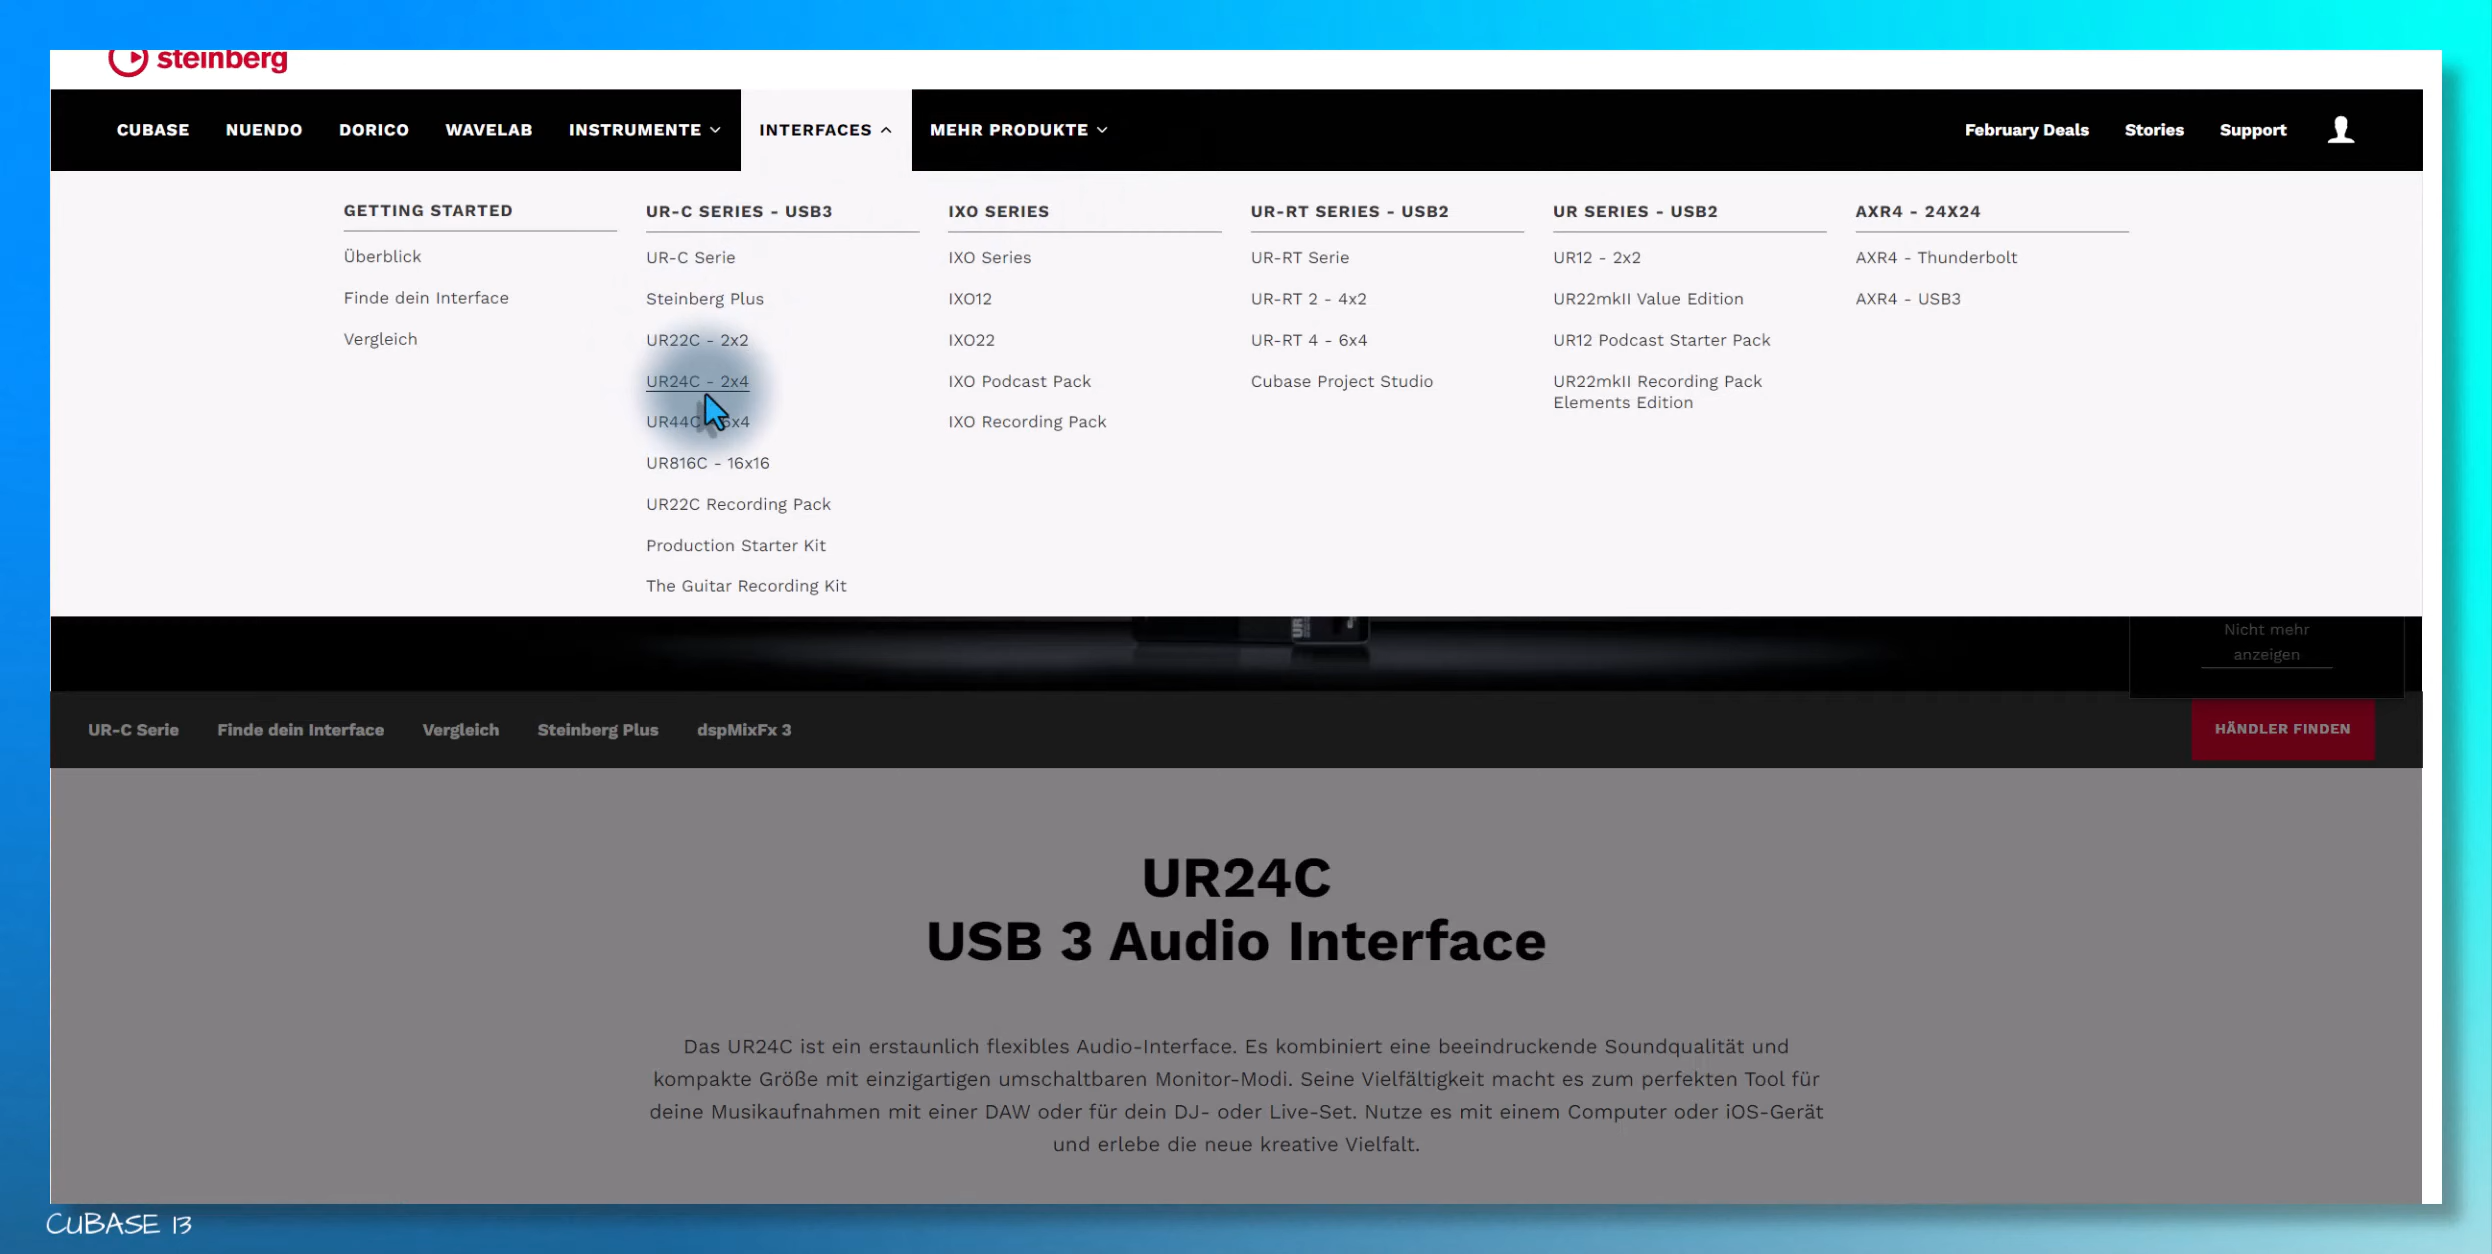 steinberg
CUBASE NUENDO DORICO WAVELAB INSTRUMENTE INTERFACES MEHR PRODUKTE February Deals Stories Support
GETTING STARTED
Überblick
Finde dein Interface
Vergleich
UR-C SERIES - USB3
UR-C Serie
Steinberg Plus
UR22C - 2x2
UR24C - 2x4
UR44C 6x4
UR816C - 16x16
UR22C Recording Pack
Production Starter Kit
The Guitar Recording Kit
IXO SERIES
IXO Series
IXO12
IXO22
IXO Podcast Pack
IXO Recording Pack
UR-RT SERIES - USB2
UR-RT Serie
UR-RT 2 - 4x2
UR-RT 4 - 6x4
Cubase Project Studio
UR SERIES - USB2
UR12 - 2x2
UR22mkII Value Edition
UR12 Podcast Starter Pack
UR22mkII Recording Pack
Elements Edition
AXR4 - 24X24
AXR4 - Thunderbolt
AXR4 - USB3
UR
Nicht mehr
anzeigen
UR-C Serie Finde dein Interface Vergleich Steinberg Plus dspMixFx 3 HÄNDLER FINDEN
UR24C
USB 3 Audio Interface
Das UR24C ist ein erstaunlich flexibles Audio-Interface. Es kombiniert eine beeindruckende Soundqualität und
kompakte Größe mit einzigartigen umschaltbaren Monitor-Modi. Seine Vielfältigkeit macht es zum perfekten Tool für
deine Musikaufnahmen mit einer DAW oder für dein DJ- oder Live-Set. Nutze es mit einem Computer oder iOS-Gerät
und erlebe die neue kreative Vielfalt.
CUBASE 13